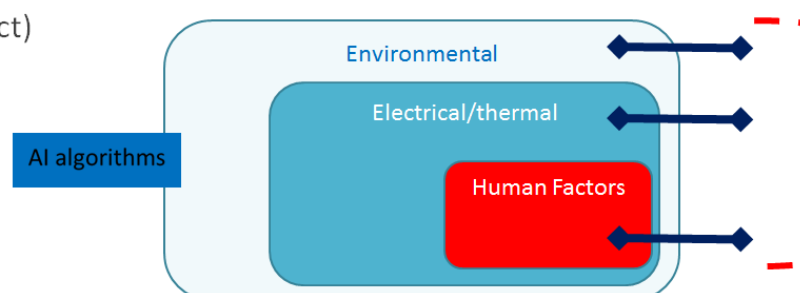 ct)
Environmental
Electrical/thermal
AI algorithms
Human Factors